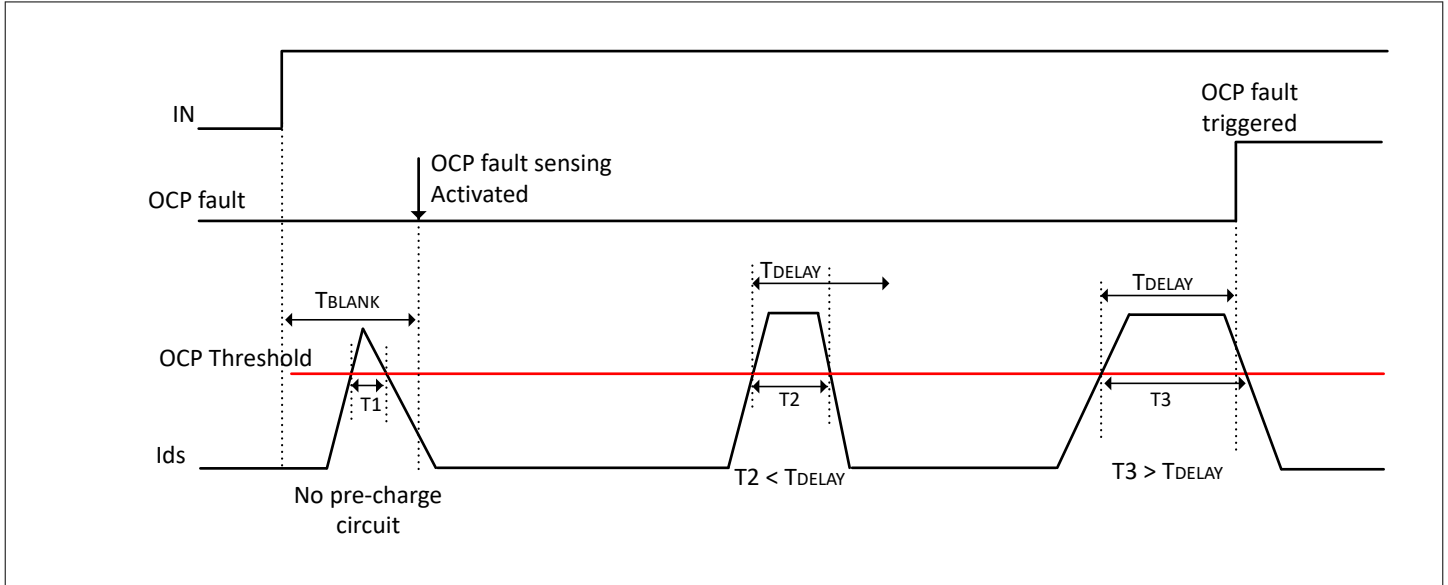 IN
OCP fault
triggered
OCP fault
OCP fault sensing
Activated
TBLANK
TDELAY
TDELAY
OCP Threshold
T1
T2
T3
Ids
No pre-charge
circuit
T2 < TDELAY
T3 > TDELAY